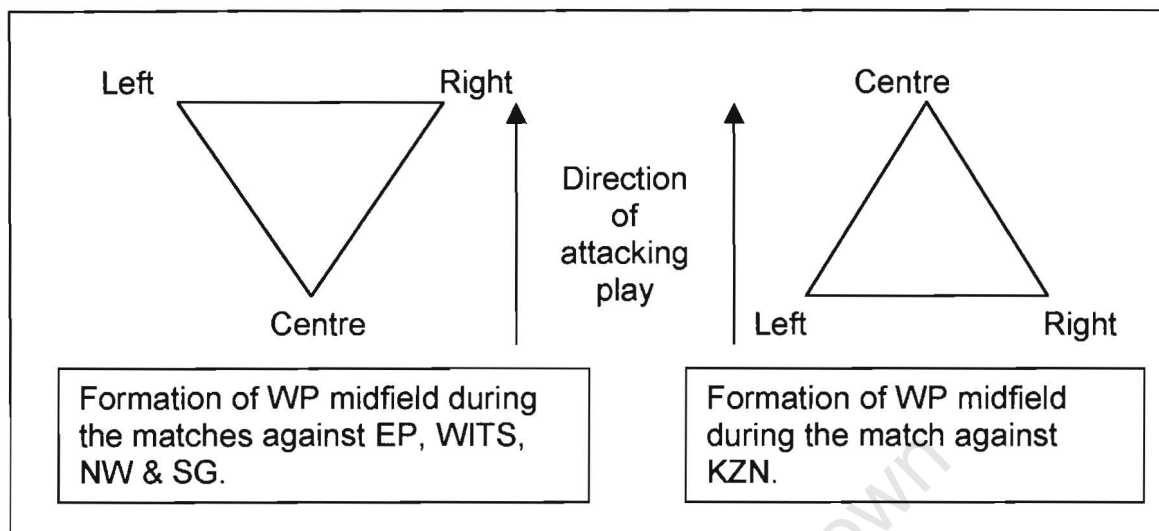 Left
Right
Centre
Direction
of
attacking
play
Centre
Left
Right
Formation of WP midfield during
the matches against EP, WITS,
NW & SG.
Formation of WP midfield
during the match against
KZN.
own